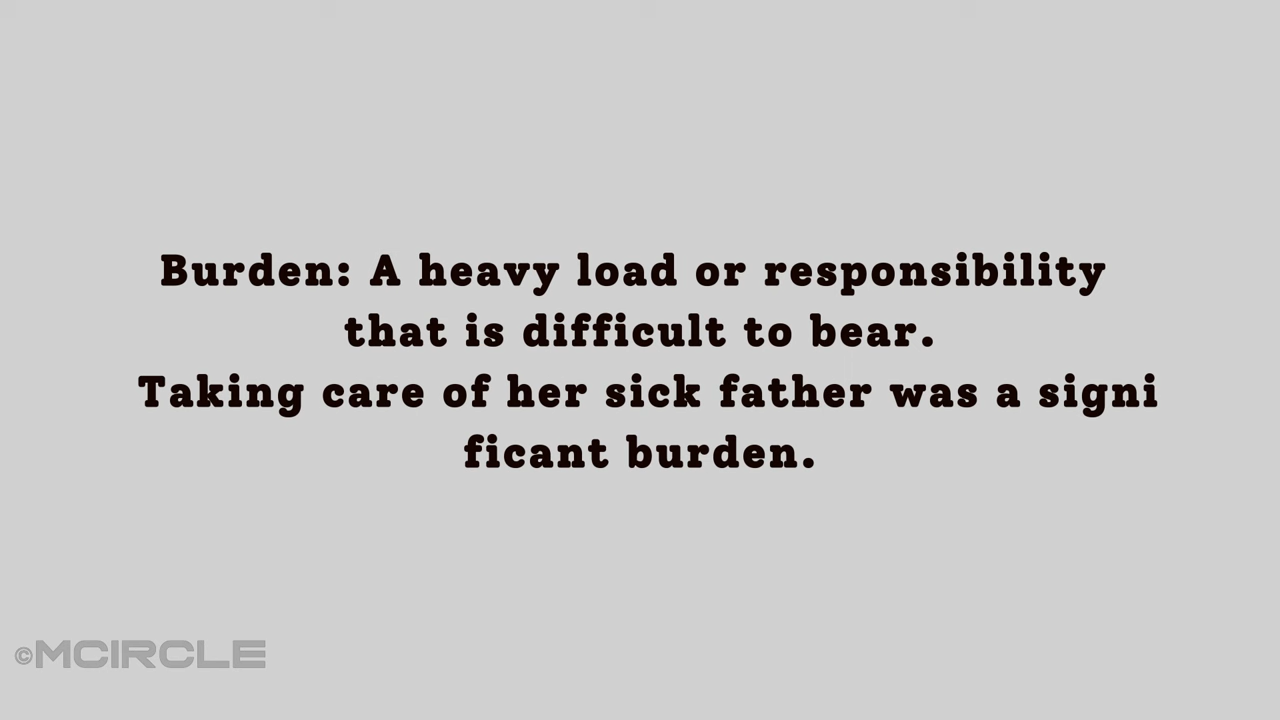 Burden: A heavy load or responsibility
that is difficult to bear.
Taking care of her sick father was a signi
ficant burden.
©MCIRCLE